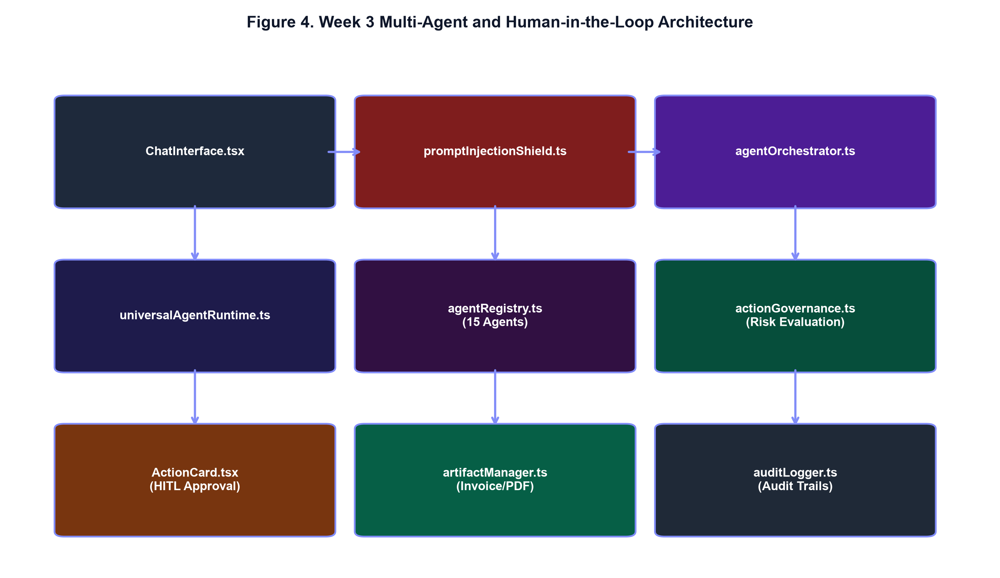 Figure 4. Week 3 Multi-Agent and Human-in-the-Loop Architecture
ChatInterface.tsx
promptInjectionShield.ts
agentOrchestrator.ts
universalAgentRuntime.ts
agentRegistry.ts
(15 Agents)
actionGovernance.ts
(Risk Evaluation)
ActionCard.tsx
(HITL Approval)
artifactManager.ts
(Invoice/PDF)
auditLogger.ts
(Audit Trails)